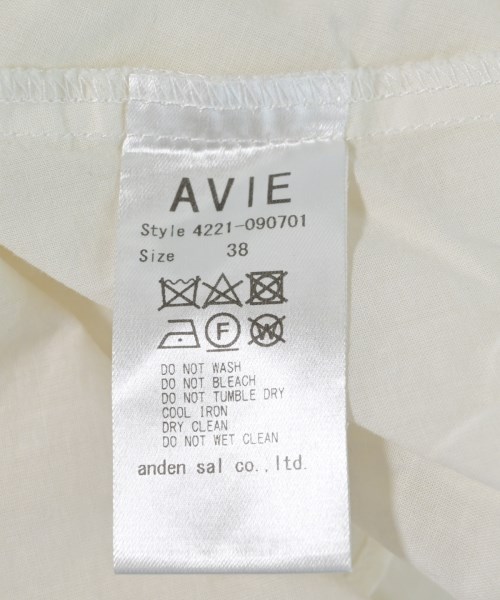 AVIE
Style 4221-090701
Size 38
F W
DO NOT WASH
DO NOT BLEACH
DO NOT TUMBLE DRY
COOL IRON
DRY CLEAN
DO NOT WET CLEAN
anden sal co.,ltd.